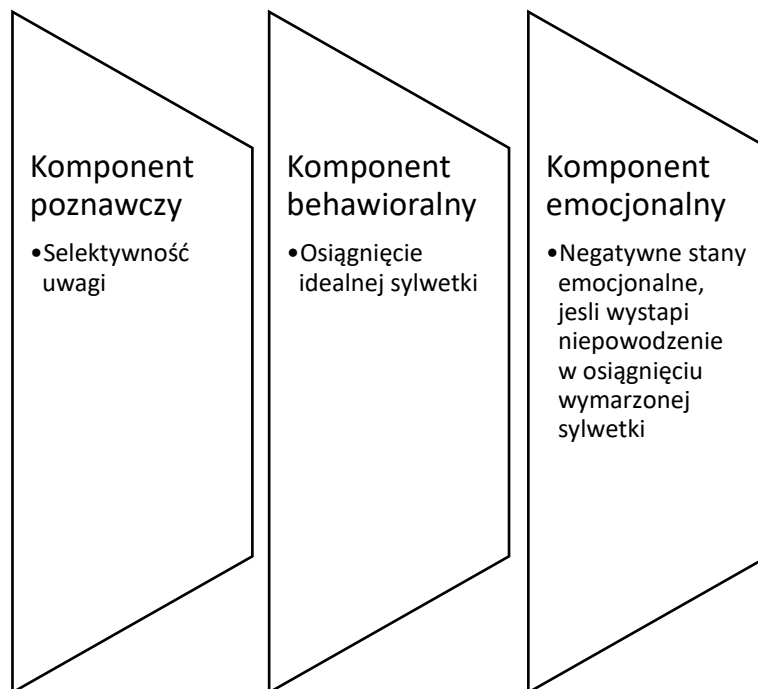 Komponent
poznawczy
•Selektywność
uwagi
Komponent
behawioralny
•Osiągnięcie
idealnej sylwetki
Komponent
emocjonalny
•Negatywne stany
emocjonalne,
jesli wystapi
niepowodzenie
w osiągnięciu
wymarzonej
sylwetki